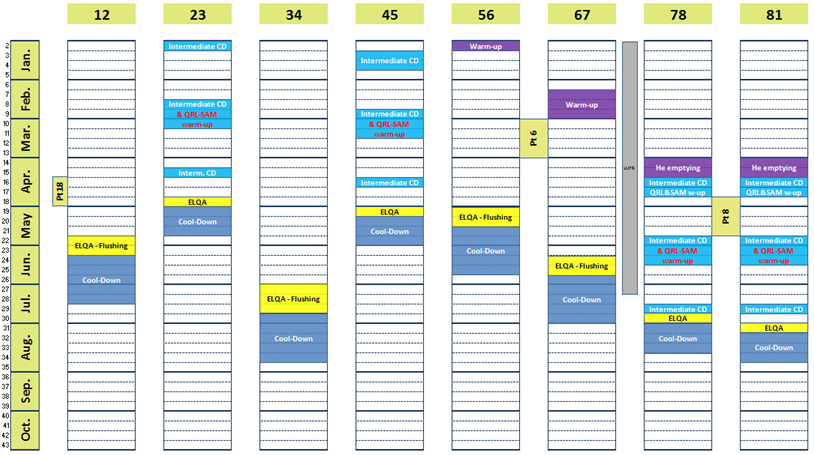 12 23 34 45 56 67 78 81
2 Intermediate CD Warm-up
Jan.
3
4 Intermediate CD
5
6
7
Feb.
8 Intermediate CD Warm-up
9 & QRL-SAM Intermediate CD
10 warm-up & QRL-SAM
Mar.
11 warm-up
12 Pt 6
13
14
15 Interm. CD He emptying He emptying
Apr.
16 Intermediate CD Intermediate CD Intermediate CD
17 QRL&SAM w-up QRL&SAM w-up
Pt18
18 ELQA
19 ELQA
May
20 Cool-Down ELQA - Flushing Pt8
21 Cool-Down
22 Intermediate CD Intermediate CD
23 ELQA - Flushing Cool-Down & QRL-SAM & QRL-SAM
24 warm-up warm-up
Jun.
25 ELQA - Flushing
26 Cool-Down
27
28 ELQA - Flushing Cool-Down
Jul.
29 Intermediate CD Intermediate CD
30 ELQA
31 ELQA
32 Cool-Down Cool-Down
Aug.
33 Cool-Down
34
35
36
37
Sep.
38
39
40
41
Oct.
42
43